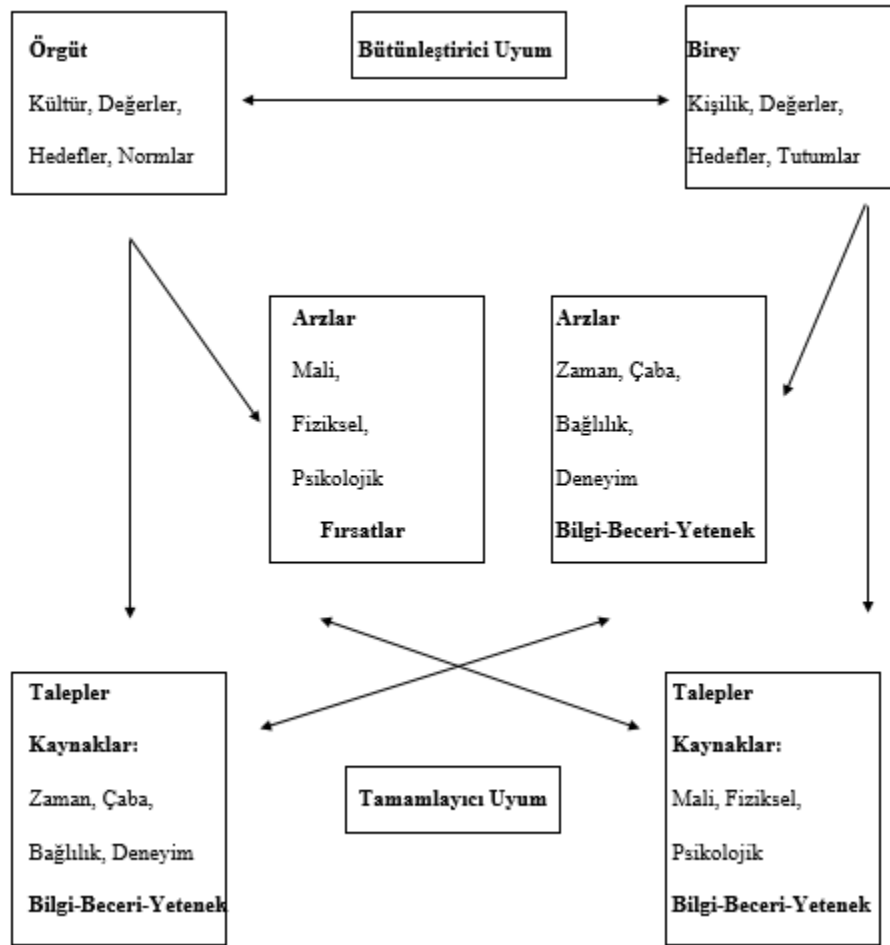 Örgüt
Kültür, Değerler,
Hedefler, Normlar
Bütünleştirici Uyum
Birey
Kişilik, Değerler,
Hedefler, Tutumlar
Arzlar
Mali,
Fiziksel,
Psikolojik
Fırsatlar
Arzlar
Zaman, Çaba,
Bağlılık,
Deneyim
Bilgi-Beceri-Yetenek
Talepler
Kaynaklar:
Zaman, Çaba,
Bağlılık, Deneyim
Bilgi-Beceri-Yetenek
Tamamlayıcı Uyum
Talepler
Kaynaklar:
Mali, Fiziksel,
Psikolojik
Bilgi-Beceri-Yetenek